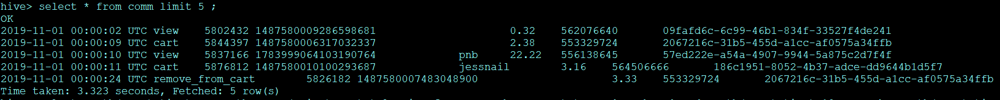 hive> select * from comm limit 5 ;
OK
2019-11-01 00:00:02 UTC view 5802432 1487580009286598681 0.32 562076640 09fafd6c-6c99-46b1-834f-33527f4de241
2019-11-01 00:00:09 UTC cart 5844397 1487580006317032337 2.38 553329724 2067216c-31b5-455d-a1cc-af0575a34ffb
2019-11-01 00:00:10 UTC view 5837166 1783999064103190764 pnb 22.22 556138645 57ed222e-a54a-4907-9944-5a875c2d7f4f
2019-11-01 00:00:11 UTC cart 5876812 1487580010100293687 jessnail 3.16 564506666 186c1951-8052-4b37-adce-dd9644b1d5f7
2019-11-01 00:00:24 UTC remove_from_cart 5826182 1487580007483048900 3.33 553329724 2067216c-31b5-455d-a1cc-af0575a34ffb
Time taken: 3.323 seconds, Fetched: 5 row(s)